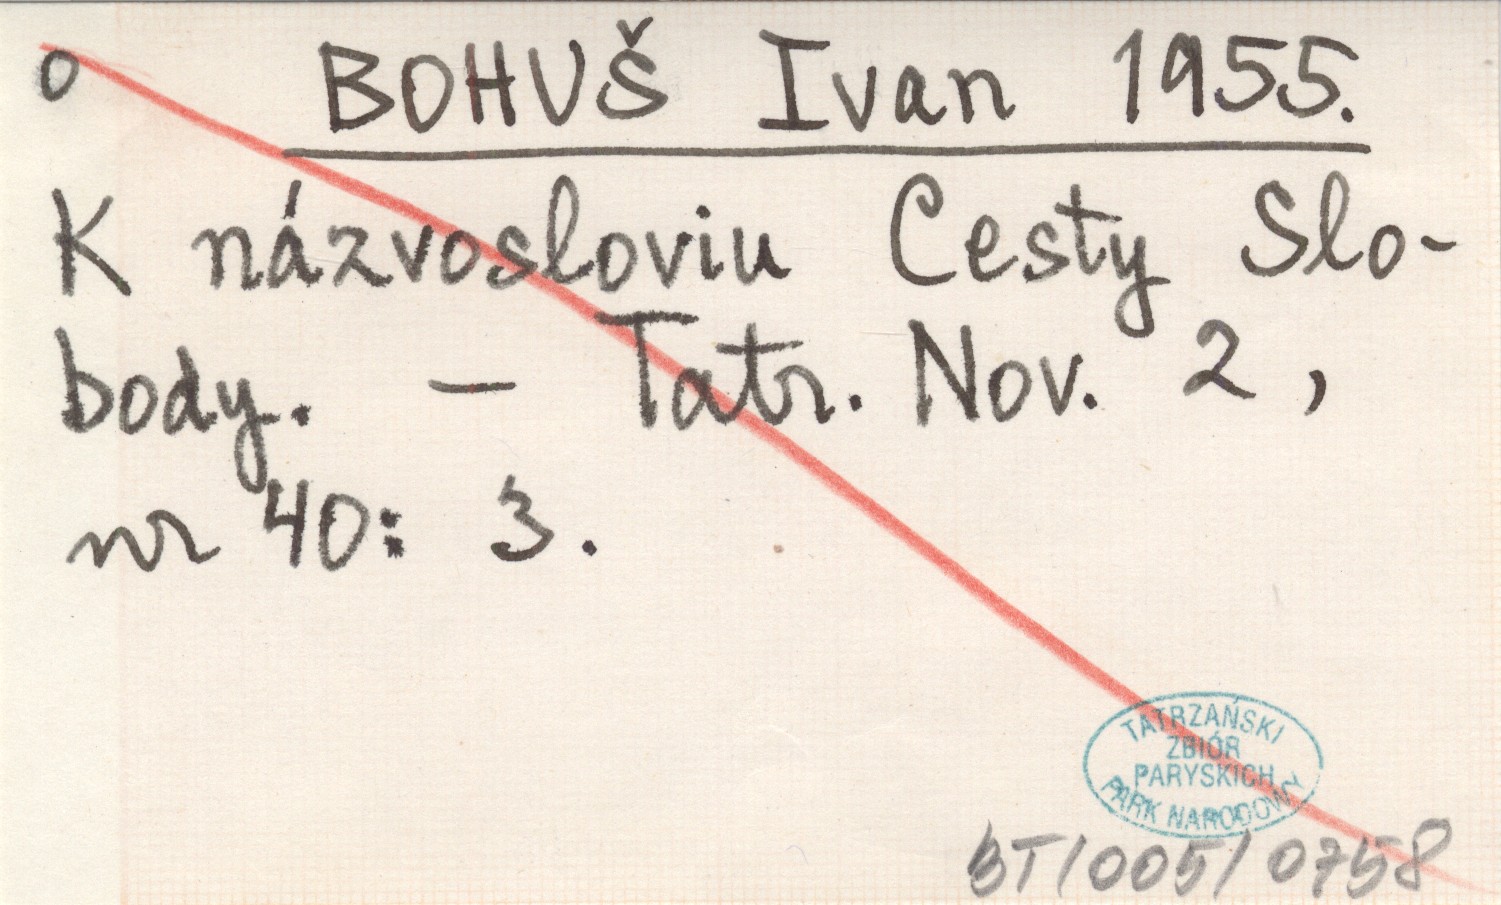 o BOHUŠ Ivan 1955.
K názvosloviu Cesty Slo-
body. — Tatr. Nov. 2,
nr 40: 3.
TATRZAŃSKI
ZBIÓR
PARYSKICH
PARK NARODOWY
BT/005/0758